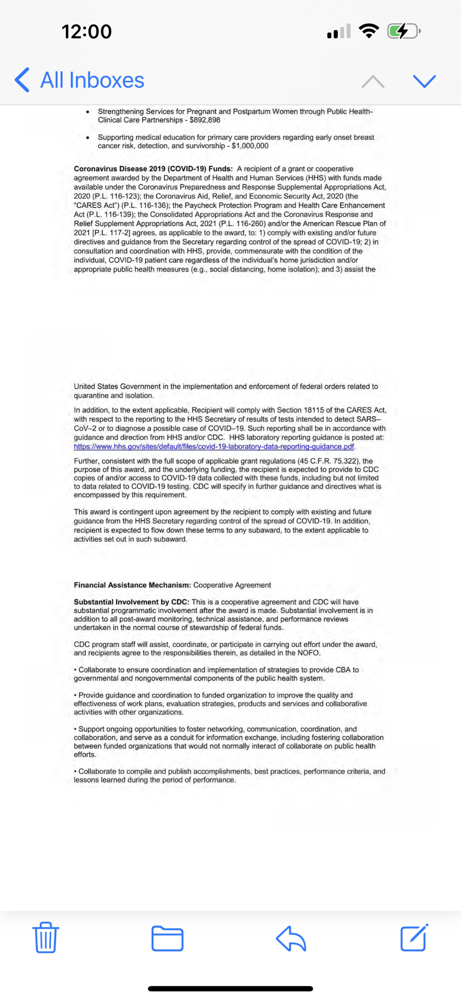 12:00
All Inboxes
• Strengthening Services for Pregnant and Postpartum Women through Public Health-
Clinical Care Partnerships - $892,898
• Supporting medical education for primary care providers regarding early onset breast
cancer risk, detection, and survivorship - $1,000,000
Coronavirus Disease 2019 (COVID-19) Funds: A recipient of a grant or cooperative
agreement awarded by the Department of Health and Human Services (HHS) with funds made
available under the Coronavirus Preparedness and Response Supplemental Appropriations Act,
2020 (P.L. 116-123); the Coronavirus Aid, Relief, and Economic Security Act, 2020 (the
“CARES Act”) (P.L. 116-136); the Paycheck Protection Program and Health Care Enhancement
Act (P.L. 116-139); the Consolidated Appropriations Act and the Coronavirus Response and
Relief Supplement Appropriations Act, 2021 (P.L. 116-260) and/or the American Rescue Plan of
2021 [P.L. 117-2] agrees, as applicable to the award, to: 1) comply with existing and/or future
directives and guidance from the Secretary regarding control of the spread of COVID-19; 2) in
consultation and coordination with HHS, provide, commensurate with the condition of the
individual, COVID-19 patient care regardless of the individual's home jurisdiction and/or
appropriate public health measures (e.g., social distancing, home isolation); and 3) assist the
United States Government in the implementation and enforcement of federal orders related to
quarantine and isolation.
In addition, to the extent applicable, Recipient will comply with Section 18115 of the CARES Act,
with respect to the reporting to the HHS Secretary of results of tests intended to detect SARS–
CoV–2 or to diagnose a possible case of COVID–19. Such reporting shall be in accordance with
guidance and direction from HHS and/or CDC. HHS laboratory reporting guidance is posted at:
https://www.hhs.gov/sites/default/files/covid-19-laboratory-data-reporting-guidance.pdf.
Further, consistent with the full scope of applicable grant regulations (45 C.F.R. 75.322), the
purpose of this award, and the underlying funding, the recipient is expected to provide to CDC
copies of and/or access to COVID-19 data collected with these funds, including but not limited
to data related to COVID-19 testing. CDC will specify in further guidance and directives what is
encompassed by this requirement.
This award is contingent upon agreement by the recipient to comply with existing and future
guidance from the HHS Secretary regarding control of the spread of COVID-19. In addition,
recipient is expected to flow down these terms to any subaward, to the extent applicable to
activities set out in such subaward.
Financial Assistance Mechanism: Cooperative Agreement
Substantial Involvement by CDC: This is a cooperative agreement and CDC will have
substantial programmatic involvement after the award is made. Substantial involvement is in
addition to all post-award monitoring, technical assistance, and performance reviews
undertaken in the normal course of stewardship of federal funds.
CDC program staff will assist, coordinate, or participate in carrying out effort under the award,
and recipients agree to the responsibilities therein, as detailed in the NOFO.
• Collaborate to ensure coordination and implementation of strategies to provide CBA to
governmental and nongovernmental components of the public health system.
• Provide guidance and coordination to funded organization to improve the quality and
effectiveness of work plans, evaluation strategies, products and services and collaborative
activities with other organizations.
• Support ongoing opportunities to foster networking, communication, coordination, and
collaboration, and serve as a conduit for information exchange, including fostering collaboration
between funded organizations that would not normally interact of collaborate on public health
efforts.
• Collaborate to compile and publish accomplishments, best practices, performance criteria, and
lessons learned during the period of performance.